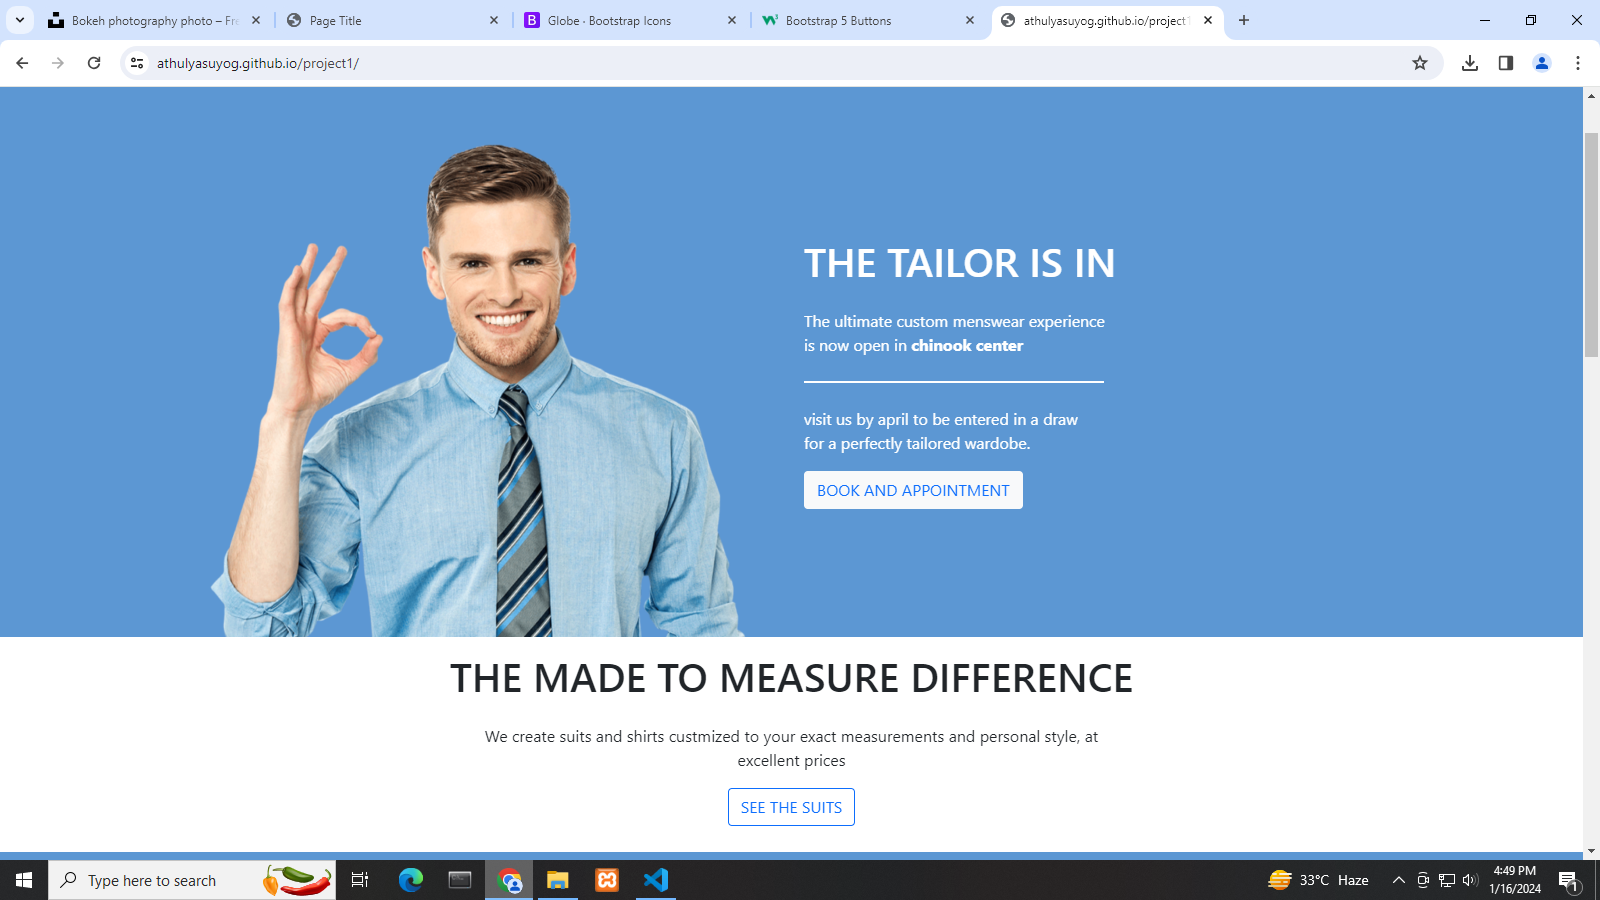 Bokeh photography photo – Fre
Page Title
Globe · Bootstrap Icons
Bootstrap 5 Buttons
athulyasuyog.github.io/project1
athulyasuyog.github.io/project1/
THE TAILOR IS IN
The ultimate custom menswear experience
is now open in chinook center
visit us by april to be entered in a draw
for a perfectly tailored wardobe.
BOOK AND APPOINTMENT
THE MADE TO MEASURE DIFFERENCE
We create suits and shirts custmized to your exact measurements and personal style, at
excellent prices
SEE THE SUITS
Type here to search
33°C Haze
4:49 PM
1/16/2024
1